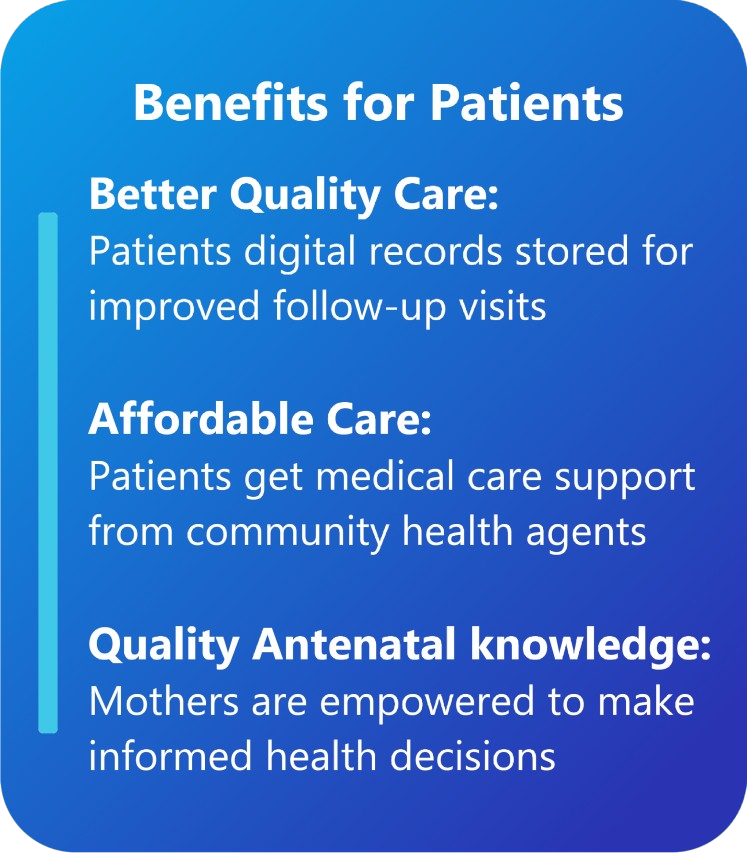 Benefits for Patients
Better Quality Care:
Patients digital records stored for
improved follow-up visits
Affordable Care:
Patients get medical care support
from community health agents
Quality Antenatal knowledge:
Mothers are empowered to make
informed health decisions